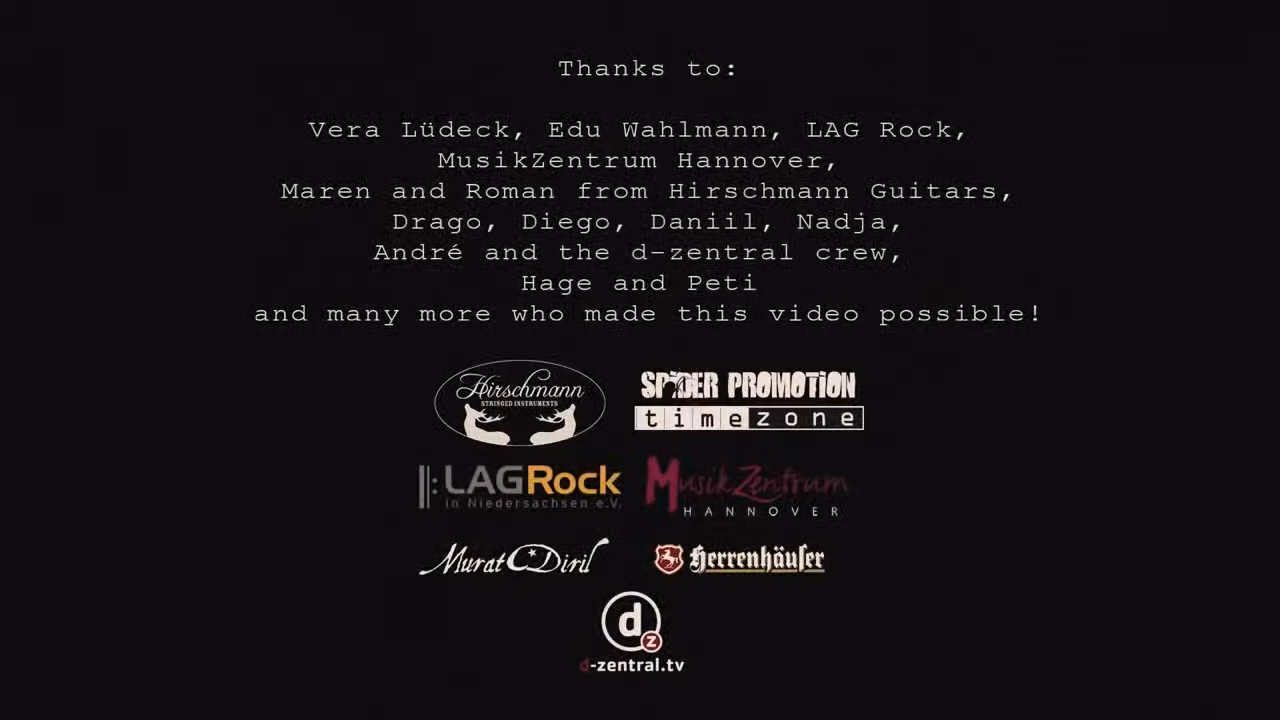 Thanks to:
Vera Lüdeck, Edu Wahlmann, LAG Rock,
MusikZentrum Hannover,
Maren and Roman from Hirschmann Guitars,
Drago, Diego, Daniil, Nadja,
André and the d-zentral crew,
Hage and Peti
and many more who made this video possible!
Hirschmann
STRINGED INSTRUMENTS
SPIDER PROMOTION
timezone
LAGRock
in Niedersachsen e.V.
MusikZentrum
HANNOVER
Murat Diril
Herrenhäuser
d
z
d-zentral.tv